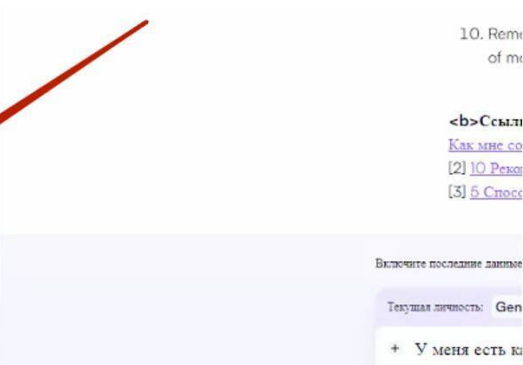 10. Reme
of mo
<b>Ссылк
Как мне со
[2] 10 Реко
[3] 5 Спосо
Включите последние данные
Текущая личность: Gen
+ У меня есть ка